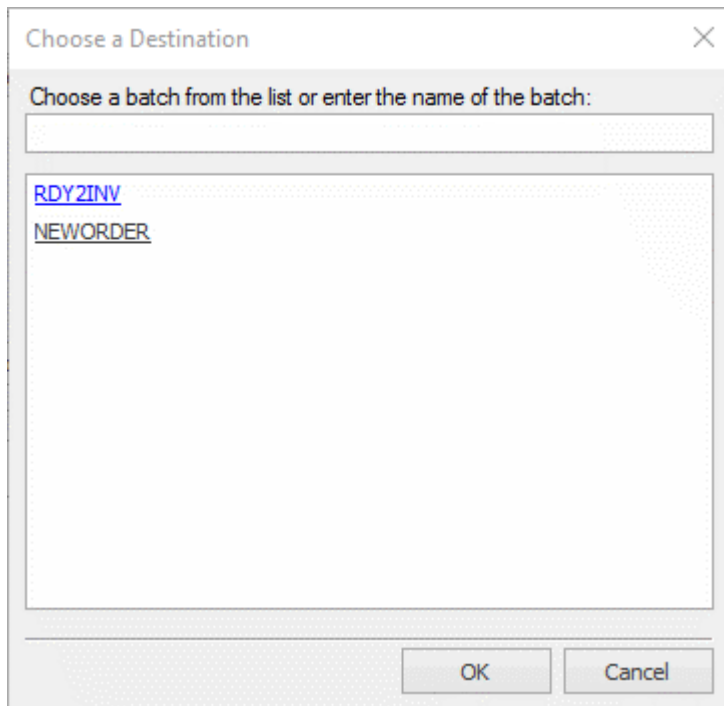 Choose a Destination
Choose a batch from the list or enter the name of the batch:
RDY2INV
NEWORDER
OK Cancel